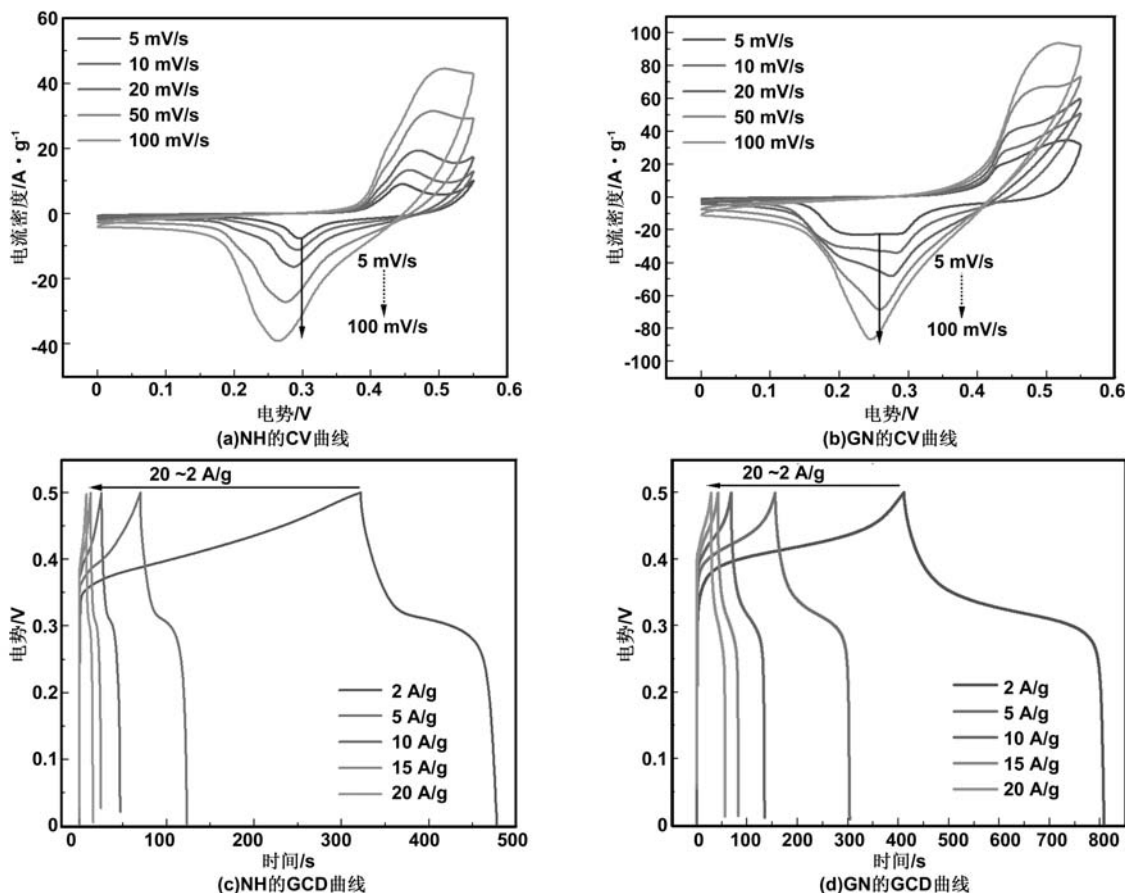 60
40
20
0
-20
-40
电流密度/A·g⁻¹
5 mV/s
10 mV/s
20 mV/s
50 mV/s
100 mV/s
5 mV/s
100 mV/s
0 0.1 0.2 0.3 0.4 0.5 0.6
电势/V
(a)NH的CV曲线
100
80
60
40
20
0
-20
-40
-60
-80
-100
电流密度/A·g⁻¹
5 mV/s
10 mV/s
20 mV/s
50 mV/s
100 mV/s
5 mV/s
100 mV/s
0 0.1 0.2 0.3 0.4 0.5 0.6
电势/V
(b)GN的CV曲线
20 ~2 A/g
0.5
0.4
0.3
0.2
0.1
0
电势/V
2 A/g
5 A/g
10 A/g
15 A/g
20 A/g
0 100 200 300 400 500
时间/s
(c)NH的GCD曲线
20 ~2 A/g
0.5
0.4
0.3
0.2
0.1
0
电势/V
2 A/g
5 A/g
10 A/g
15 A/g
20 A/g
0 100 200 300 400 500 600 700 800
时间/s
(d)GN的GCD曲线